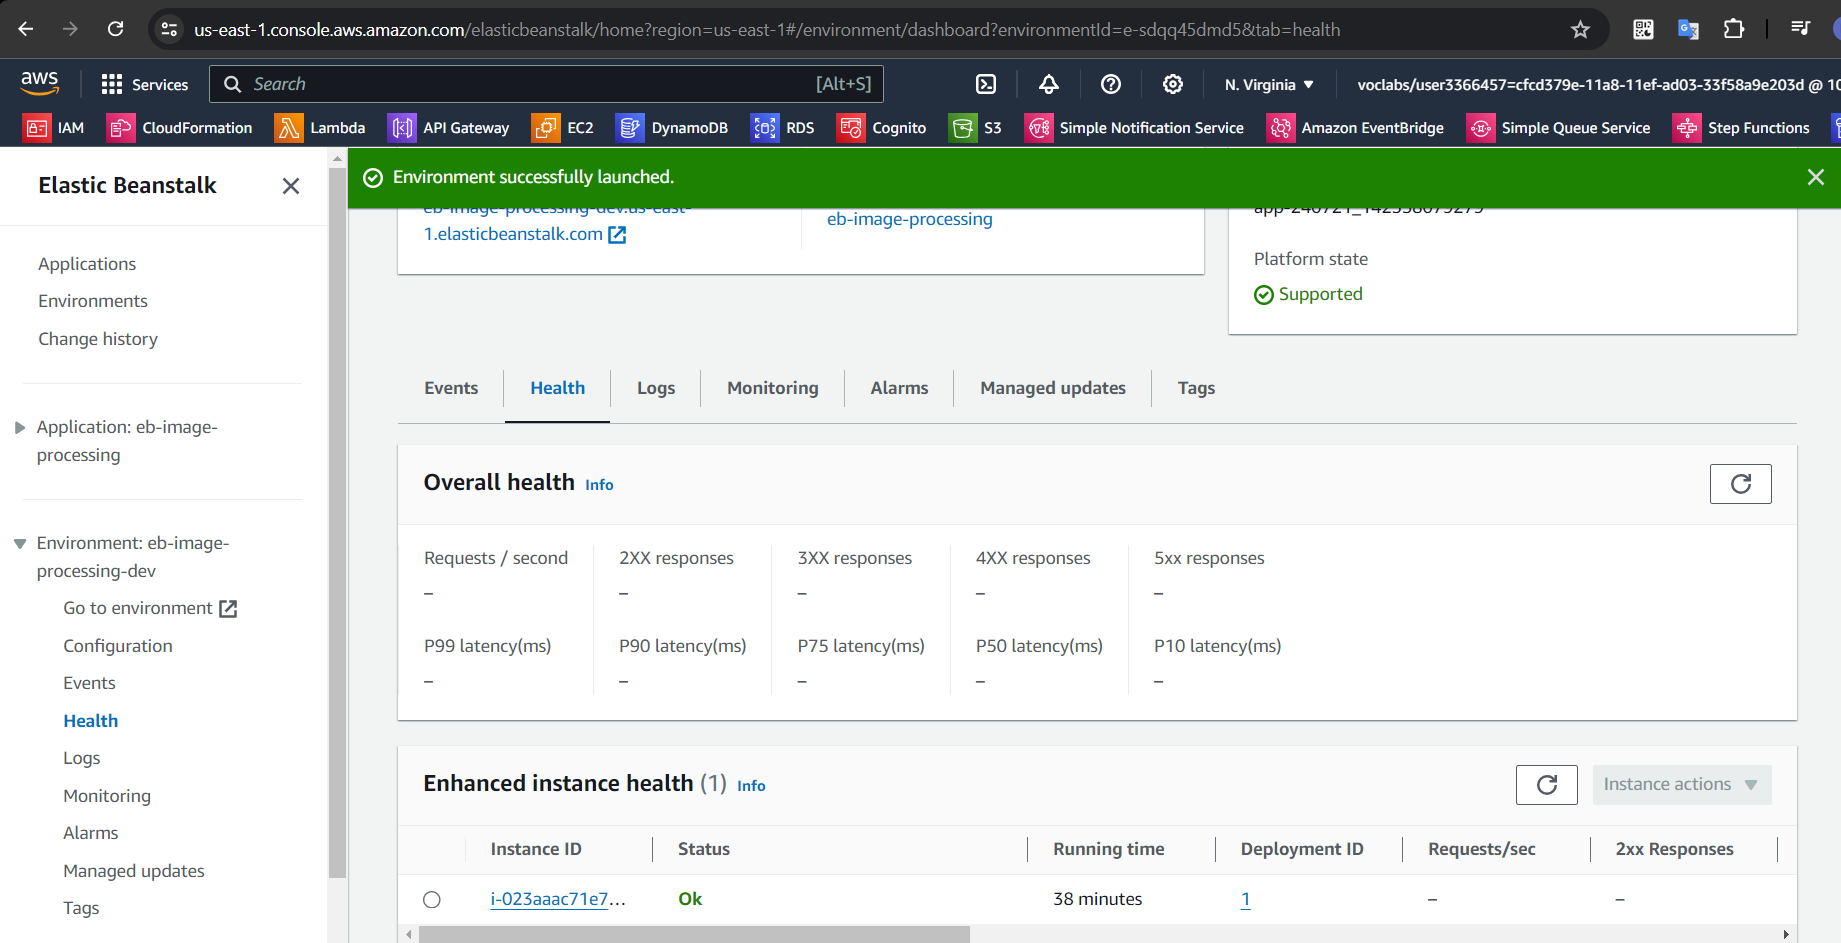 us-east-1.console.aws.amazon.com/elasticbeanstalk/home?region=us-east-1#/environment/dashboard?environmentId=e-sdqq45dmd5&tab=health
aws Services Search [Alt+S] N. Virginia voclabs/user3366457=cfcd379e-11a8-11ef-ad03-33f58a9e203d @ 10
IAM CloudFormation Lambda API Gateway EC2 DynamoDB RDS Cognito S3 Simple Notification Service Amazon EventBridge Simple Queue Service Step Functions
Elastic Beanstalk
Applications
Environments
Change history
Application: eb-image-
processing
Environment: eb-image-
processing-dev
Go to environment
Configuration
Events
Health
Logs
Monitoring
Alarms
Managed updates
Tags
Environment successfully launched.
eb-image-processing-dev.us-east-
1.elasticbeanstalk.com
eb-image-processing
Platform state
Supported
Events Health Logs Monitoring Alarms Managed updates Tags
Overall health Info
Requests / second 2XX responses 3XX responses 4XX responses 5xx responses
– – – – –
P99 latency(ms) P90 latency(ms) P75 latency(ms) P50 latency(ms) P10 latency(ms)
– – – – –
Enhanced instance health (1) Info
Instance actions
Instance ID Status Running time Deployment ID Requests/sec 2xx Responses
i-023aaac71e7... Ok 38 minutes 1 – –